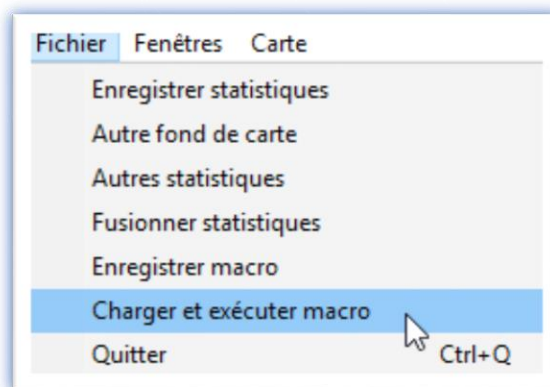 Fichier Fenêtres Carte
Enregistrer statistiques
Autre fond de carte
Autres statistiques
Fusionner statistiques
Enregistrer macro
Charger et exécuter macro
Quitter Ctrl+Q